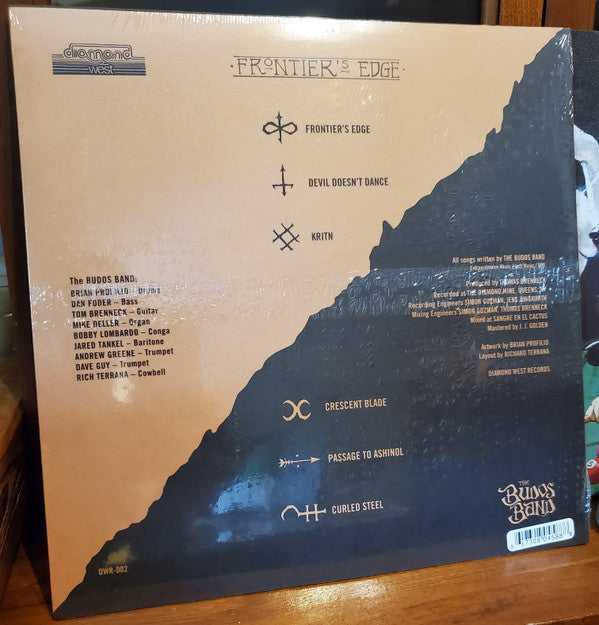 diamond
west
·FRONTIER'S EDGE·
FRONTIER'S EDGE
DEVIL DOESN'T DANCE
KRITN
The BUDOS BAND:
BRIAN PROFILIO – Drums
DAN FODER – Bass
TOM BRENNECK – Guitar
MIKE DELLER – Organ
BOBBY LOMBARDO – Conga
JARED TANKEL – Baritone
ANDREW GREENE – Trumpet
DAVE GUY – Trumpet
RICH TERRANA – Cowbell
All songs written by THE BUDOS BAND
Produced by THOMAS BRENNECK
Recorded at THE DIAMOND MINE, QUEENS,
Recording Engineers SIMON GUZMAN, JENS JUNGKURTH
Mixing Engineers SIMON GUZMAN, THOMAS BRENNECK
Mixed at SANGRE EN EL CACTUS
Mastered by J. J. GOLDEN
Artwork by BRIAN PROFILIO
Layout by RICHARD TERRANA
DIAMOND WEST RECORDS
CRESCENT BLADE
PASSAGE TO ASHINOL
CURLED STEEL
THE
BUDOS
BAND
DWR-002